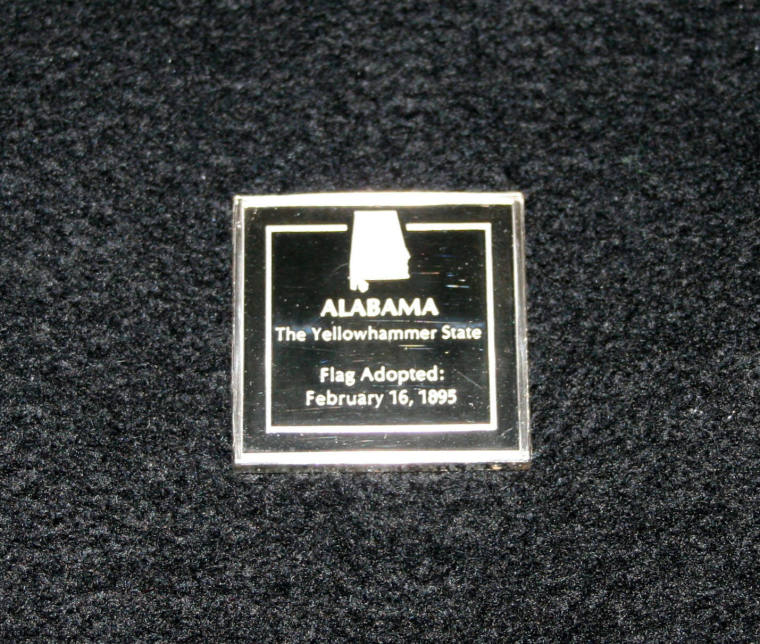 ALABAMA
The Yellowhammer State
Flag Adopted:
February 16, 1895